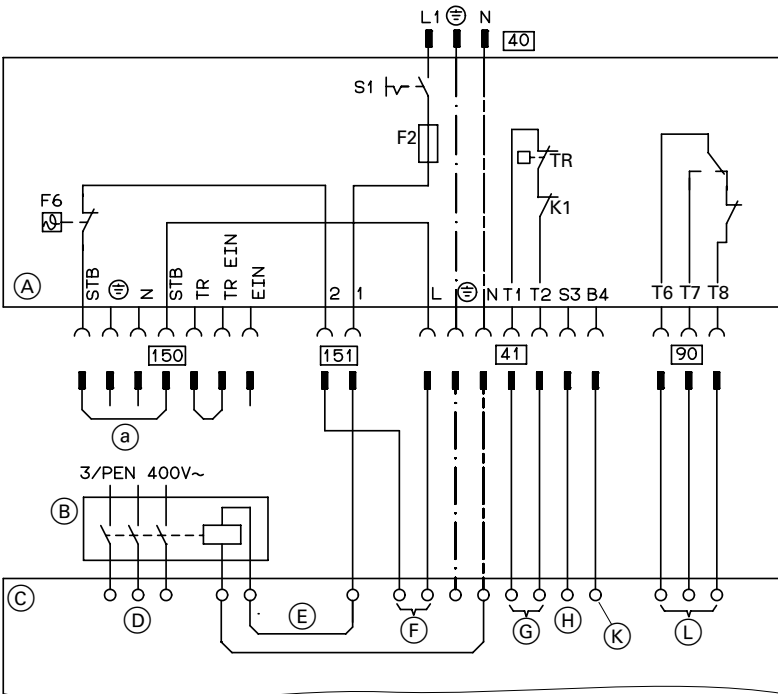 L1 ⏚ N 40
S1
F2
TR
F6
K1
A STB ⏚ N STB TR TR EIN EIN 2 1 L ⏚ N T1 T2 S3 B4 T6 T7 T8
150 151 41 90
a
3/PEN 400V~
B
C
D E F G H K L